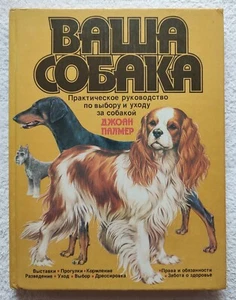 ВАША
СОБАКА
Практическое руководство
по выбору и уходу
за собакой
ДЖОАН
ПАЛМЕР
Выставки • Прогулки • Кормление
Разведение • Уход • Выбор • Дрессировка
• Права и обязанности
• Забота о здоровье